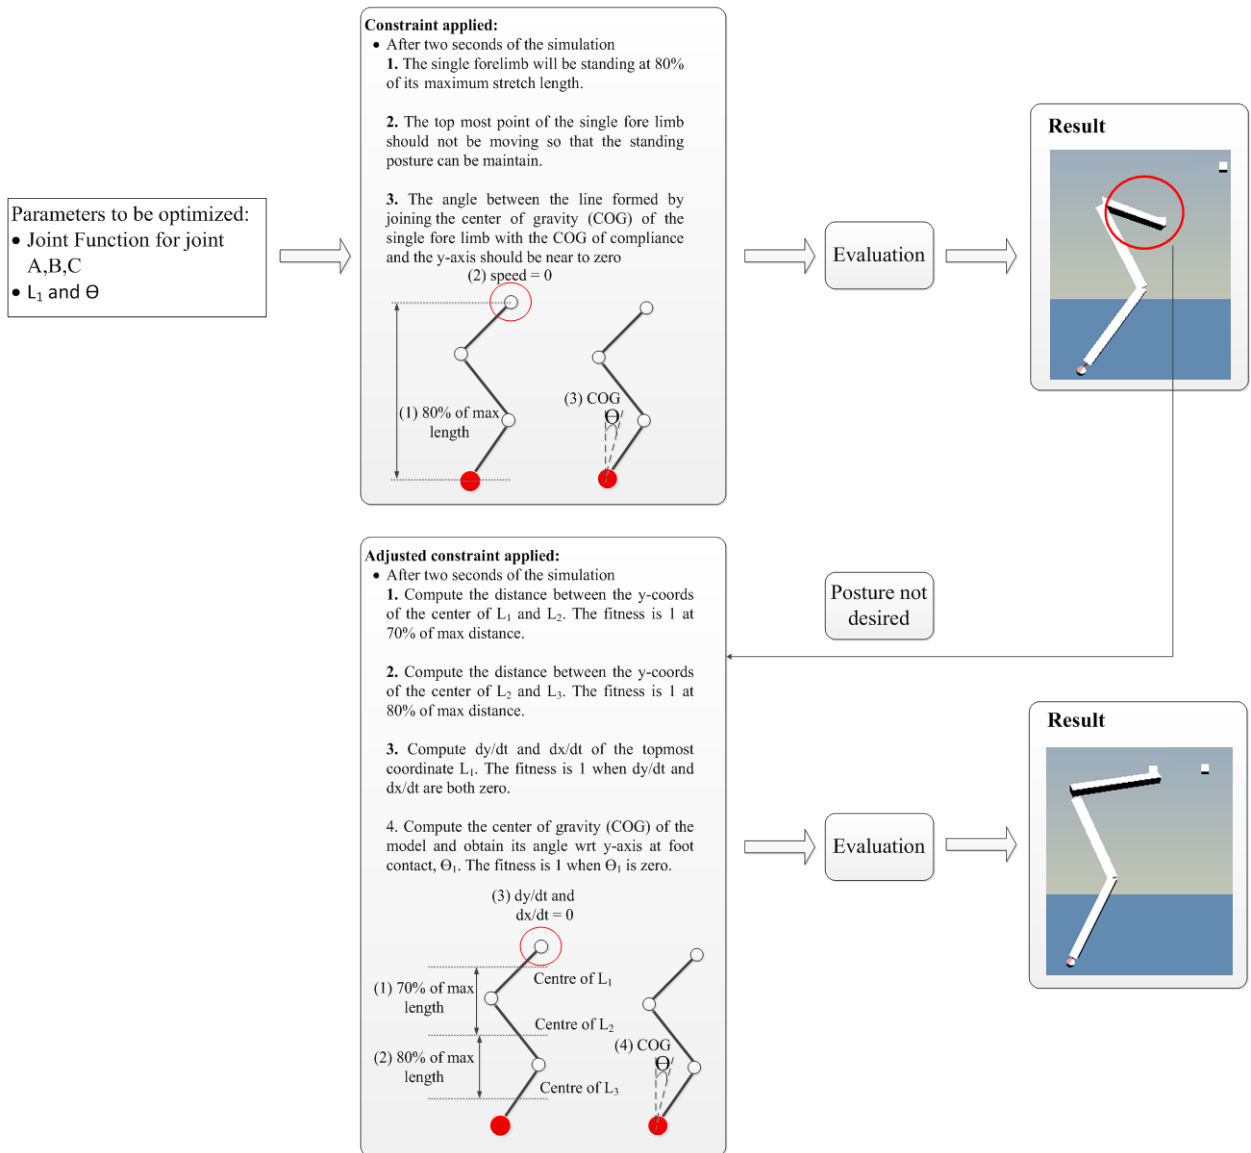 Parameters to be optimized:
• Joint Function for joint
A,B,C
• L₁ and Ө
Constraint applied:
• After two seconds of the simulation
1. The single forelimb will be standing at 80%
of its maximum stretch length.
2. The top most point of the single fore limb
should not be moving so that the standing
posture can be maintain.
3. The angle between the line formed by
joining the center of gravity (COG) of the
single fore limb with the COG of compliance
and the y-axis should be near to zero
(2) speed = 0
(1) 80% of max
length
(3) COG
Ө
Evaluation
Result
Posture not
desired
Adjusted constraint applied:
• After two seconds of the simulation
1. Compute the distance between the y-coords
of the center of L₁ and L₂. The fitness is 1 at
70% of max distance.
2. Compute the distance between the y-coords
of the center of L₂ and L₃. The fitness is 1 at
80% of max distance.
3. Compute dy/dt and dx/dt of the topmost
coordinate L₁. The fitness is 1 when dy/dt and
dx/dt are both zero.
4. Compute the center of gravity (COG) of the
model and obtain its angle wrt y-axis at foot
contact, Ө₁. The fitness is 1 when Ө₁ is zero.
(3) dy/dt and
dx/dt = 0
Centre of L₁
(1) 70% of max
length
Centre of L₂
(2) 80% of max
length
Centre of L₃
(4) COG
Ө
Evaluation
Result